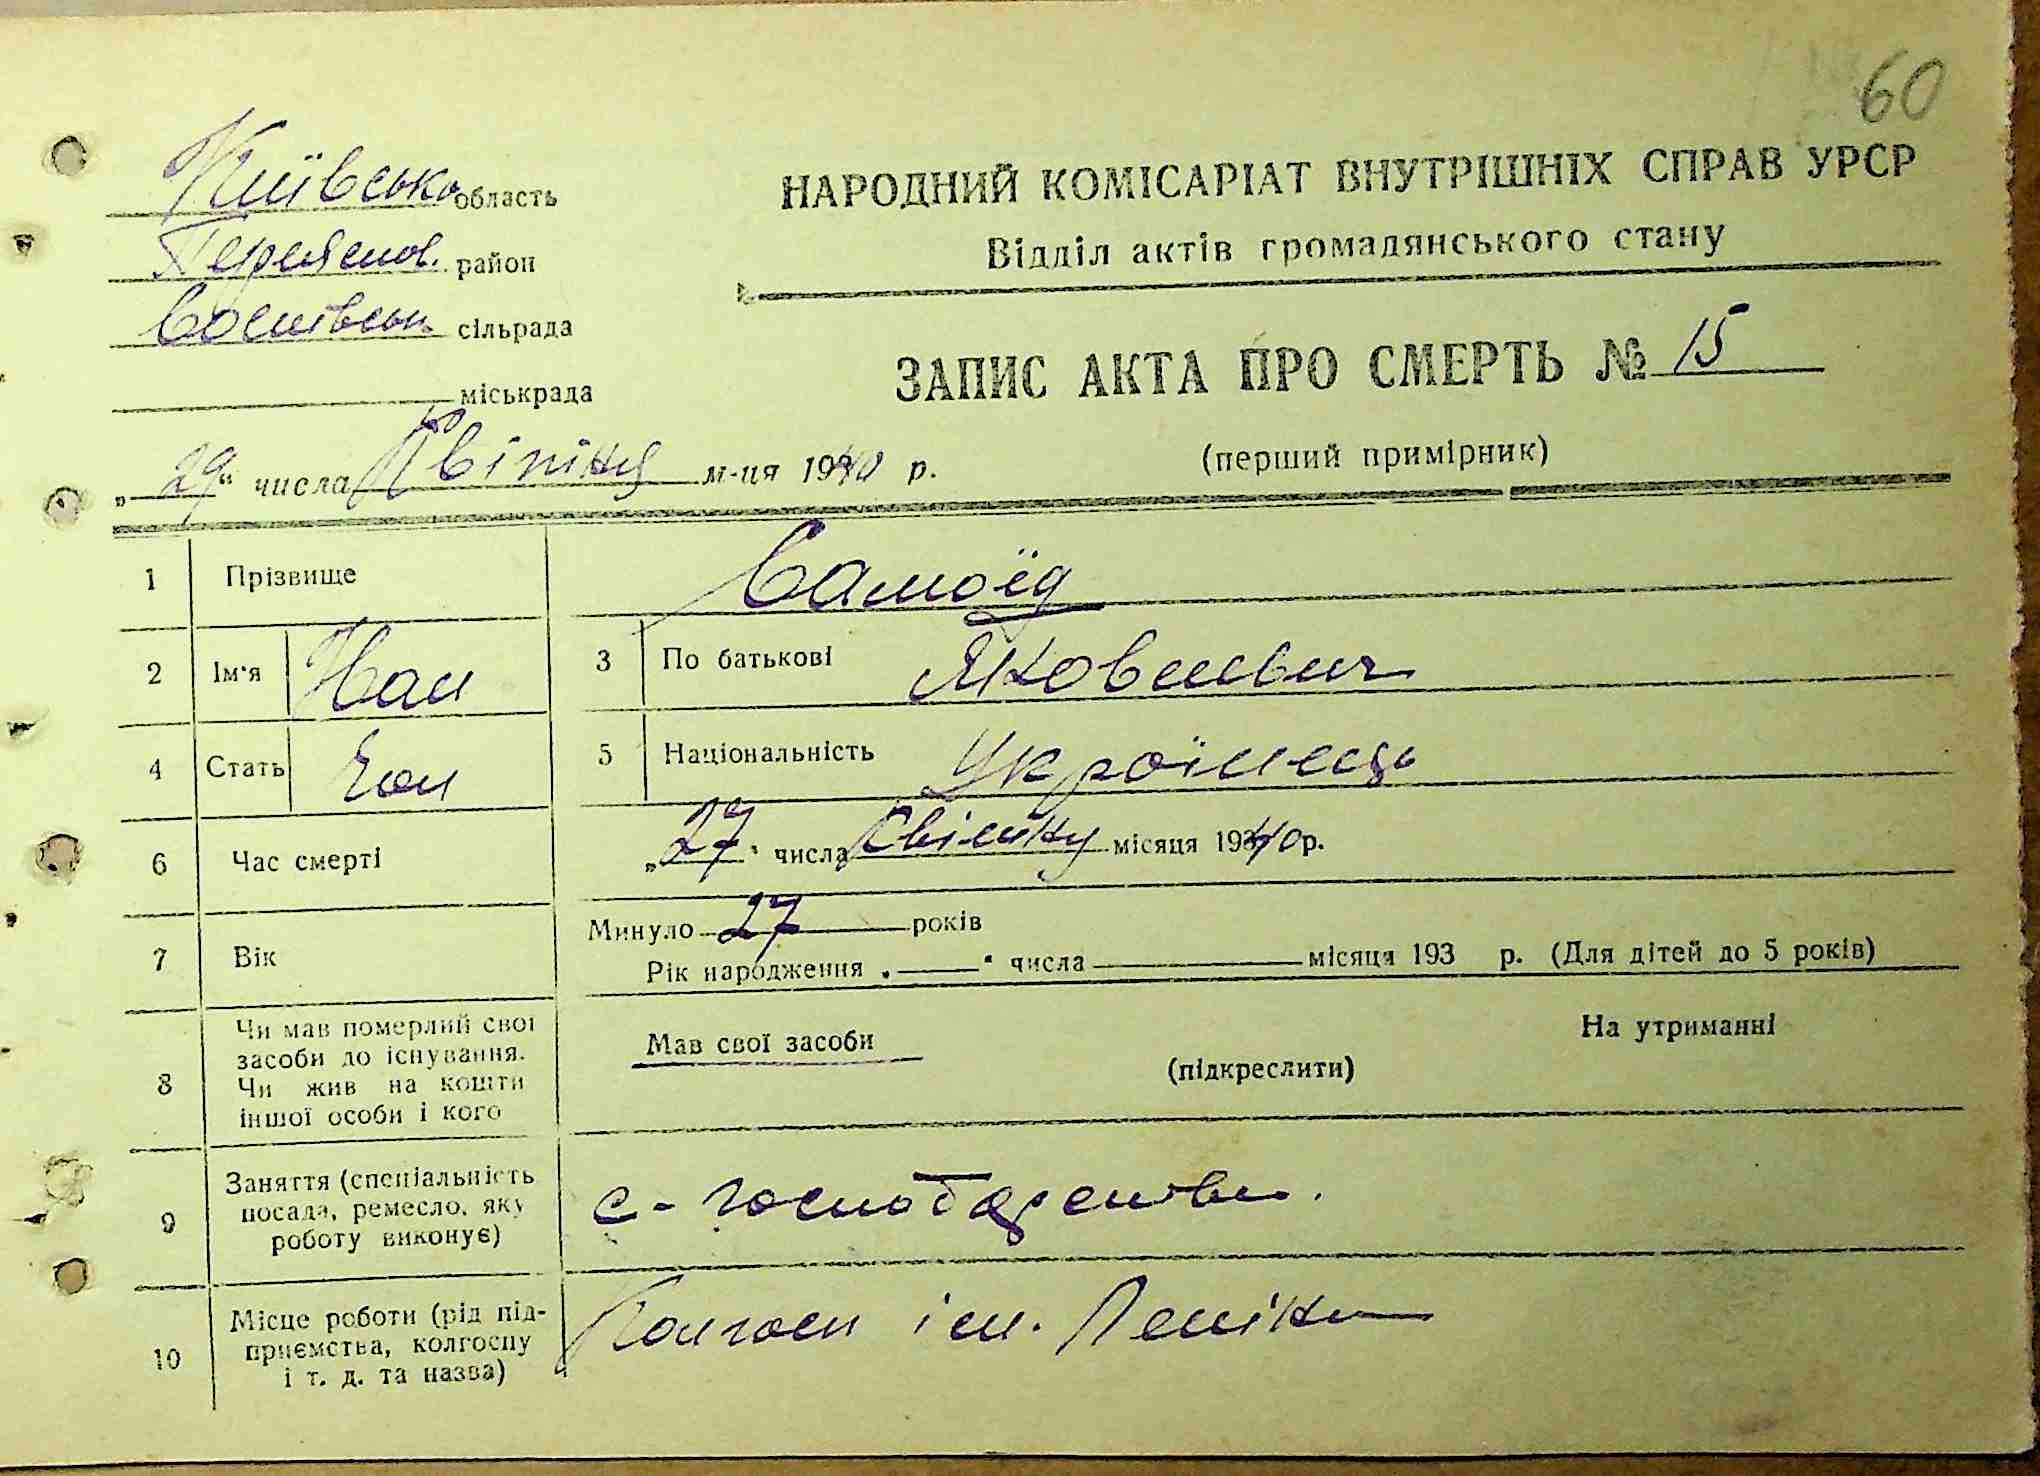 60
Київська область
Переяслов. район
сільрада
міськрада
НАРОДНИЙ КОМІСАРІАТ ВНУТРІШНІХ СПРАВ УРСР
Відділ актів громадянського стану
ЗАПИС АКТА ПРО СМЕРТЬ № 15
(перший примірник)
„29“ числа Квітня м-ця 1940 р.
1 Прізвище Самоїд
2 Ім'я Іван 3 По батькові Якович
4 Стать Чол 5 Національність Українець
6 Час смерті „27“ числа Квітня місяця 1940 р.
7 Вік Минуло 27 років
Рік народження „ “ числа місяця 193 р. (Для дітей до 5 років)
8 Чи мав померлий свої
засоби до існування.
Чи жив на кошти
іншої особи і кого
Мав свої засоби На утриманні
(підкреслити)
9 Заняття (спеціальність
посада, ремесло, яку
роботу виконує)
с-господарство.
10 Місце роботи (рід під-
приємства, колгоспу
і т. д. та назва)
Колгосп ім. Леніна